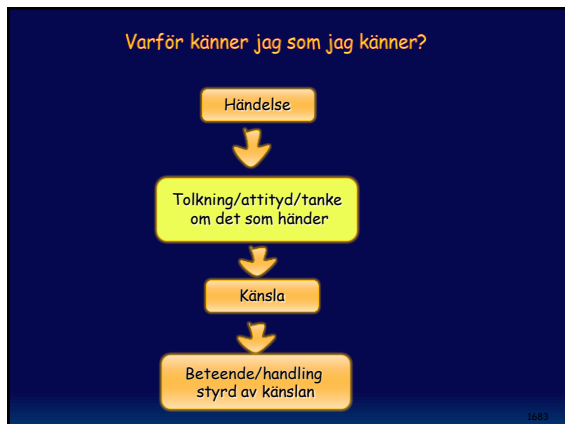 Varför känner jag som jag känner?
Händelse
Tolkning/attityd/tanke
om det som händer
Känsla
Beteende/handling
styrd av känslan
1683